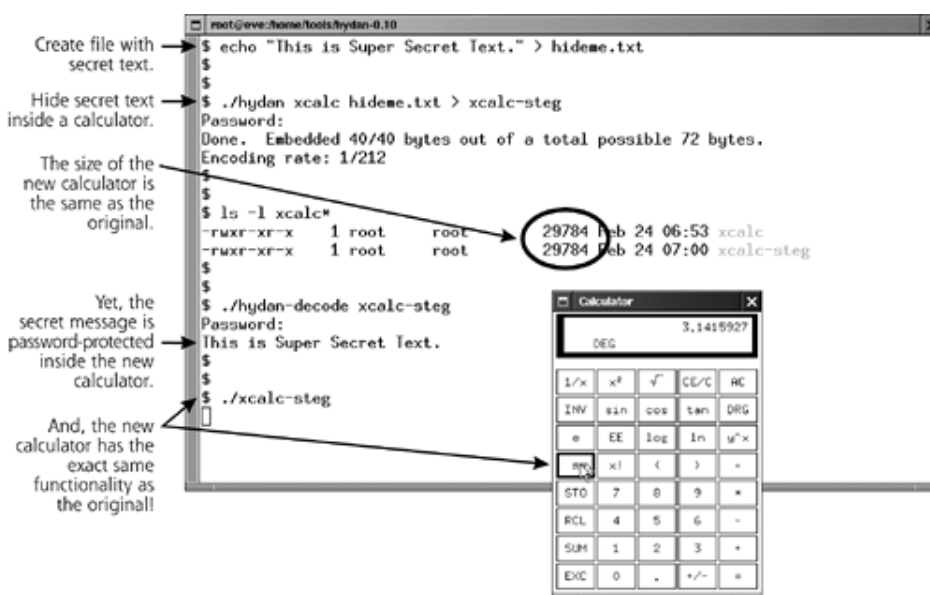 root@eve:/home/tools/hydan-0.10
Create file with
secret text.
$ echo "This is Super Secret Text." > hideme.txt
$
$
Hide secret text
inside a calculator.
$ ./hydan xcalc hideme.txt > xcalc-steg
Password:
Done. Embedded 40/40 bytes out of a total possible 72 bytes.
Encoding rate: 1/212
$
$
The size of the
new calculator is
the same as the
original.
$ ls -l xcalc*
-rwxr-xr-x 1 root root 29784 Feb 24 06:53 xcalc
-rwxr-xr-x 1 root root 29784 Feb 24 07:00 xcalc-steg
$
$
$ ./hydan-decode xcalc-steg
Password:
This is Super Secret Text.
$
$
Yet, the
secret message is
password-protected
inside the new
calculator.
$ ./xcalc-steg
And, the new
calculator has the
exact same
functionality as
the original!
Calculator
3.1415927
DEG
1/x x² √ CE/C AC
INV sin cos tan DRG
e EE log ln y^x
x! ( ) ÷
STO 7 8 9 *
RCL 4 5 6 -
SUM 1 2 3 +
EXC 0 . +/- =